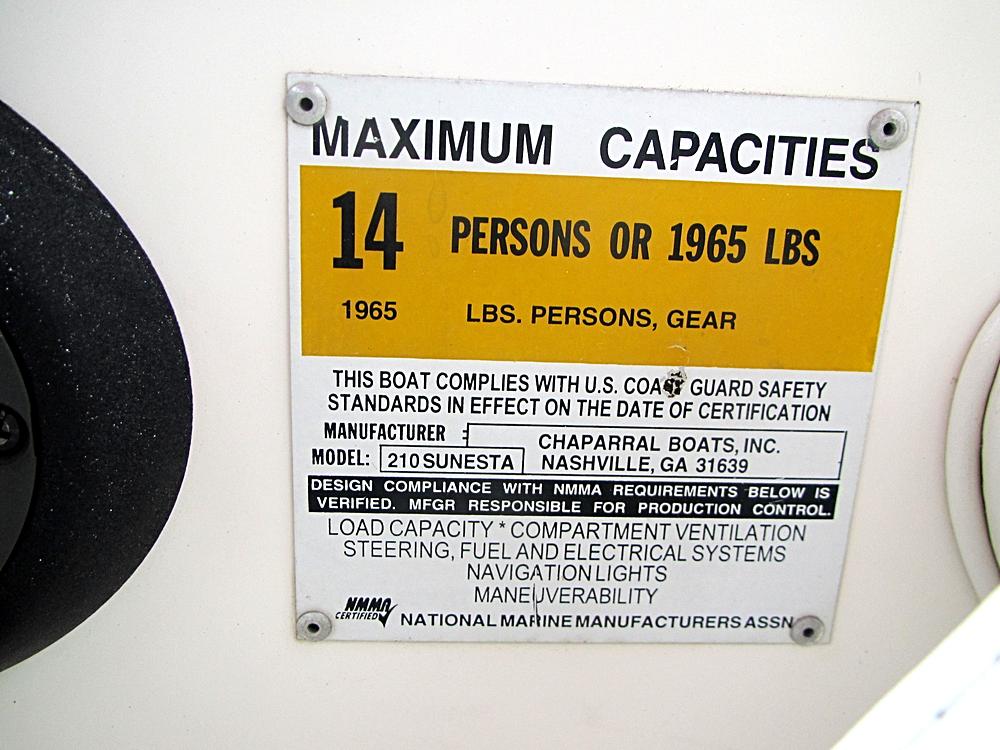 MAXIMUM CAPACITIES
14 PERSONS OR 1965 LBS
1965 LBS. PERSONS, GEAR
THIS BOAT COMPLIES WITH U.S. COAST GUARD SAFETY
STANDARDS IN EFFECT ON THE DATE OF CERTIFICATION
MANUFACTURER CHAPARRAL BOATS, INC.
MODEL: 210 SUNESTA NASHVILLE, GA 31639
DESIGN COMPLIANCE WITH NMMA REQUIREMENTS BELOW IS
VERIFIED. MFGR RESPONSIBLE FOR PRODUCTION CONTROL.
LOAD CAPACITY * COMPARTMENT VENTILATION
STEERING, FUEL AND ELECTRICAL SYSTEMS
NAVIGATION LIGHTS
MANEUVERABILITY
NMMA
CERTIFIED NATIONAL MARINE MANUFACTURERS ASSN